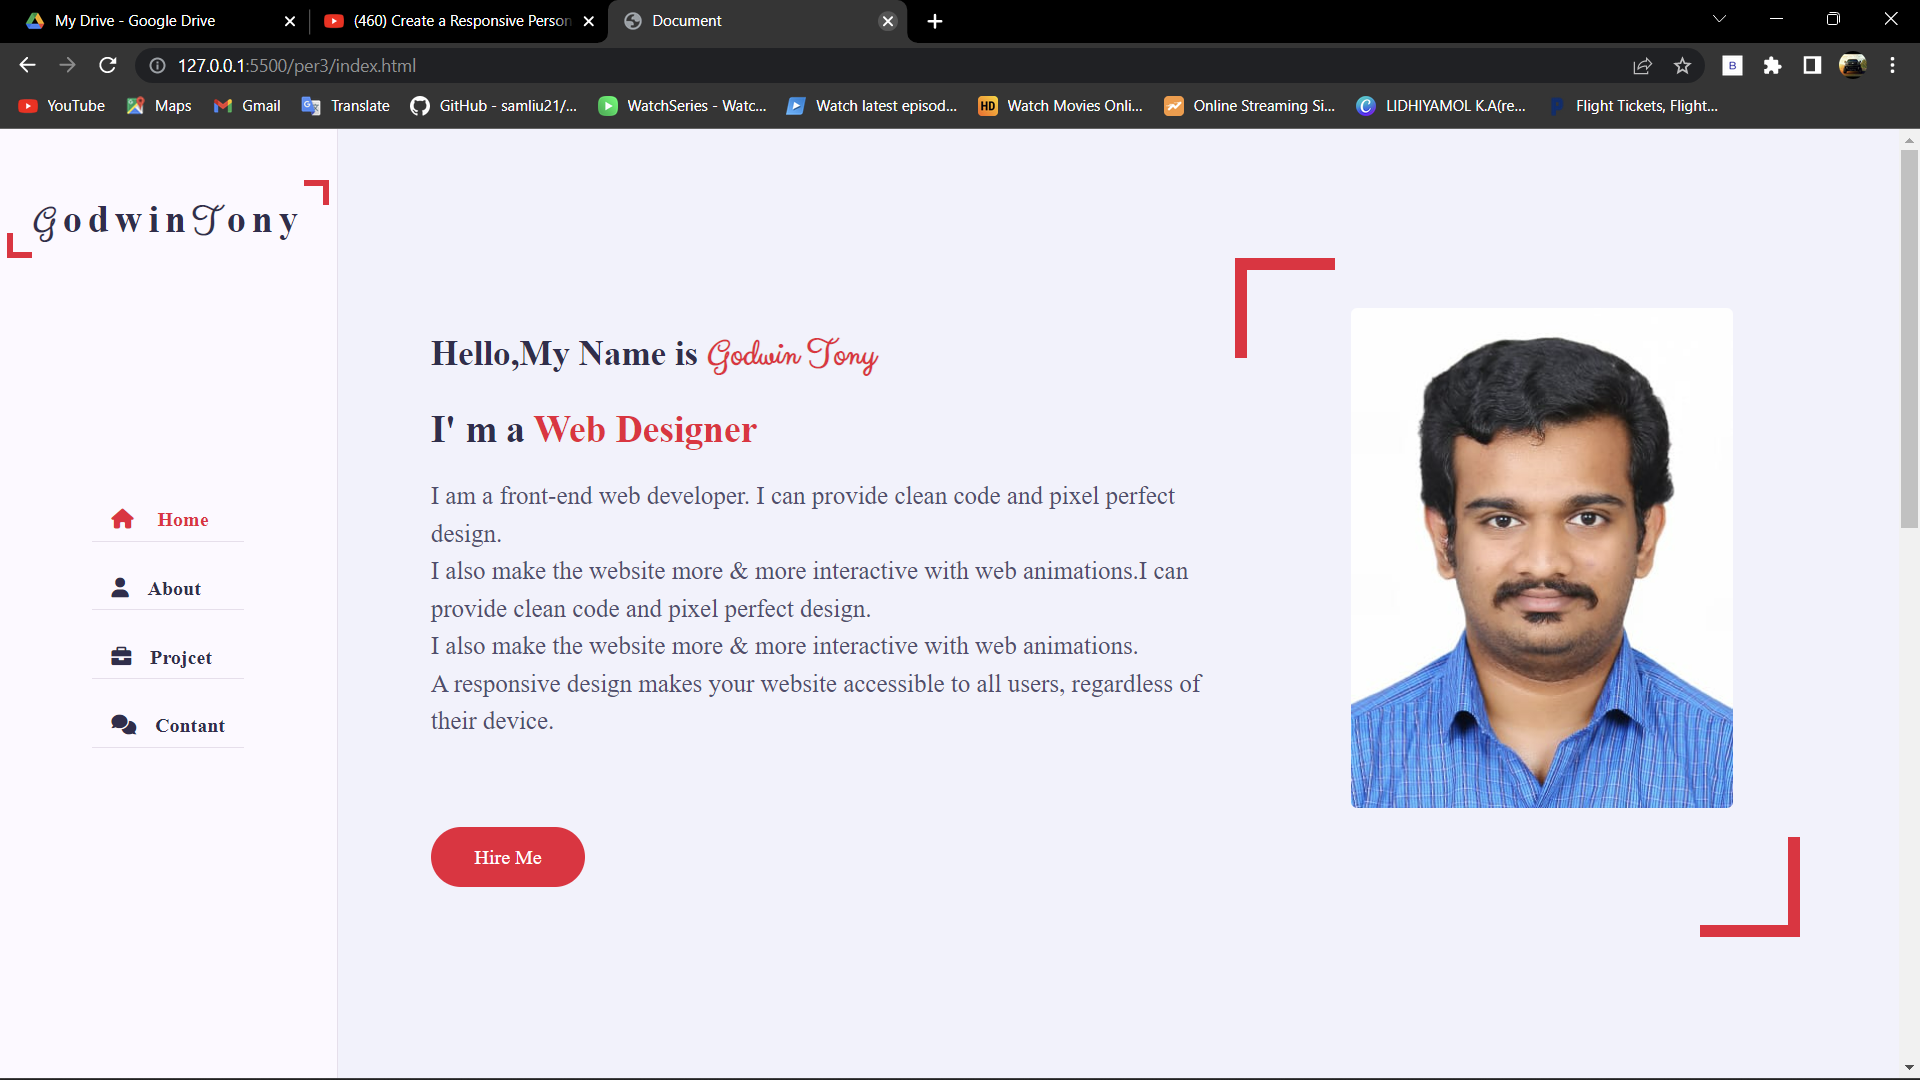 My Drive - Google Drive
(460) Create a Responsive Person
Document
127.0.0.1:5500/per3/index.html
B
YouTube
Maps
Gmail
Translate
GitHub - samliu21/...
WatchSeries - Watc...
Watch latest episod...
HD
Watch Movies Onli...
Online Streaming Si...
C
LIDHIYAMOL K.A(re...
P
Flight Tickets, Flight...
GodwinTony
Home
About
Projcet
Contant
Hello,My Name is Godwin Tony
I' m a Web Designer
I am a front-end web developer. I can provide clean code and pixel perfect
design.
I also make the website more & more interactive with web animations.I can
provide clean code and pixel perfect design.
I also make the website more & more interactive with web animations.
A responsive design makes your website accessible to all users, regardless of
their device.
Hire Me